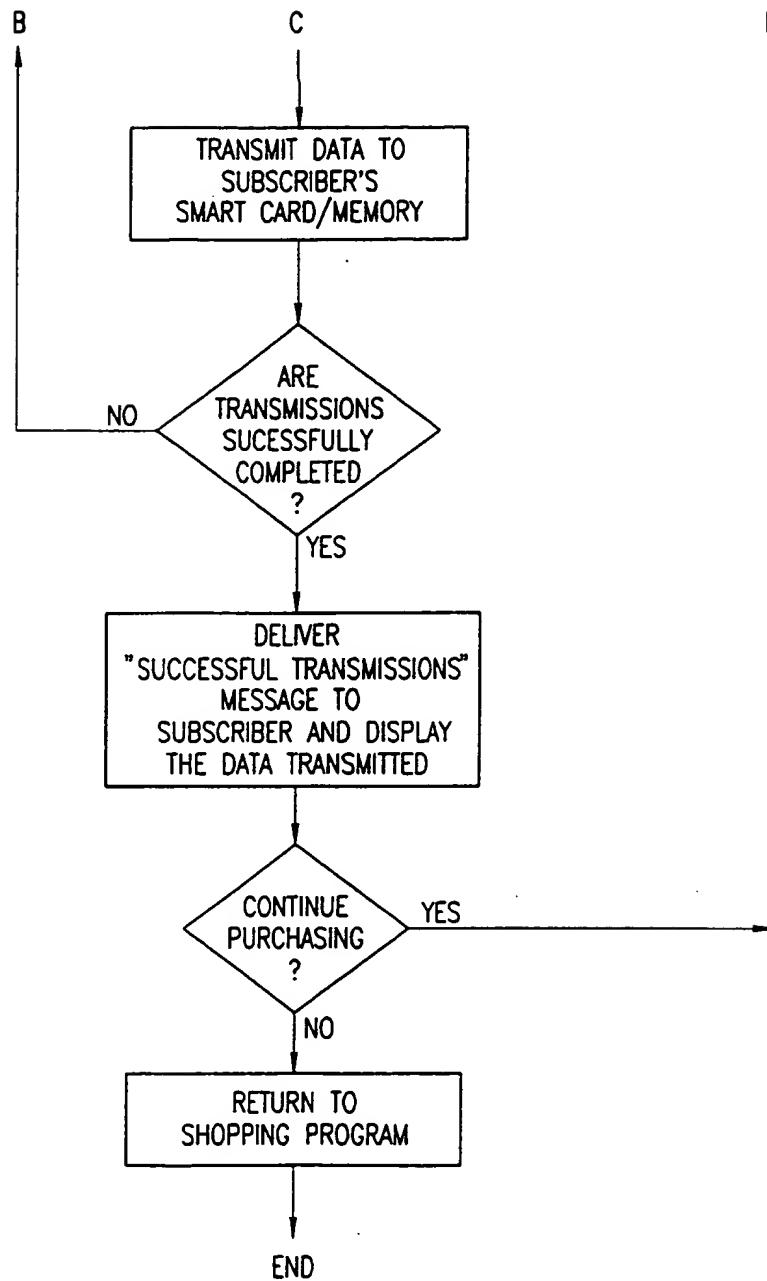 B
C
TRANSMIT DATA TO
SUBSCRIBER'S
SMART CARD/MEMORY
ARE
TRANSMISSIONS
SUCESSFULLY
COMPLETED
?
NO
YES
DELIVER
"SUCCESSFUL TRANSMISSIONS"
MESSAGE TO
SUBSCRIBER AND DISPLAY
THE DATA TRANSMITTED
CONTINUE
PURCHASING
?
YES
NO
RETURN TO
SHOPPING PROGRAM
END